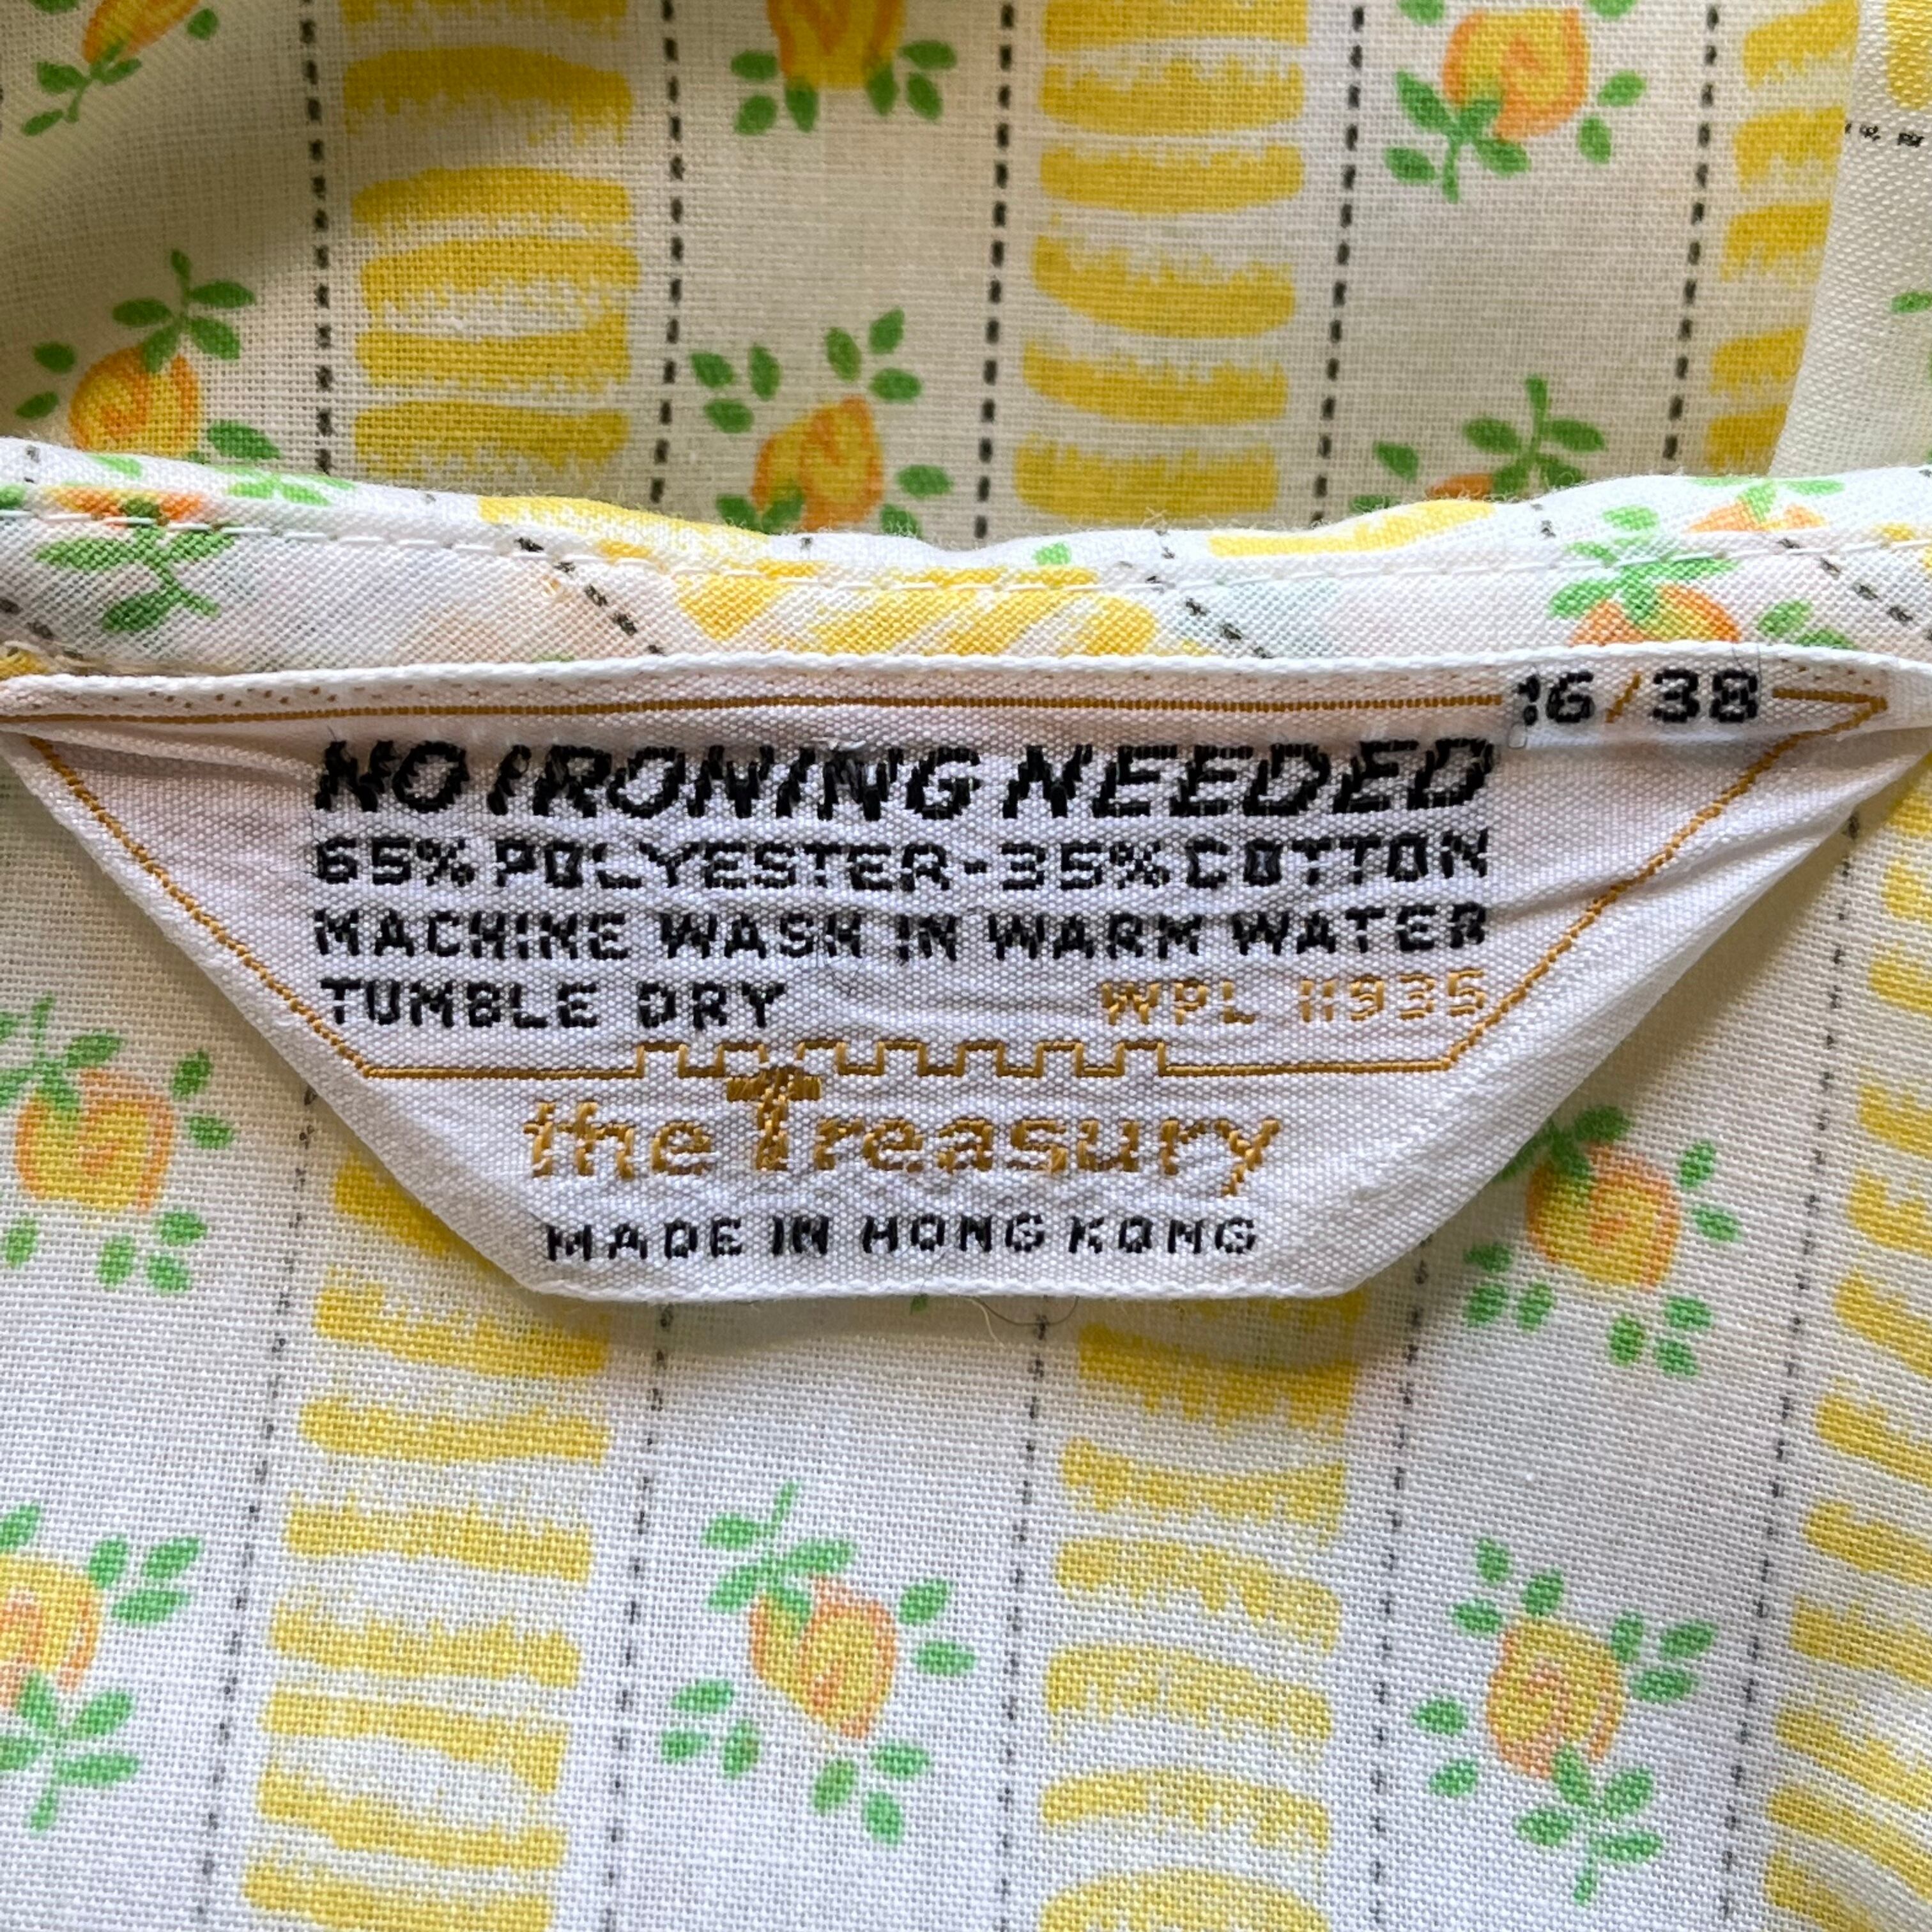 16/38
NO IRONING NEEDED
65% POLYESTER-35% COTTON
MACHINE WASH IN WARM WATER
TUMBLE DRY WPL 11935
the Treasury
MADE IN HONG KONG